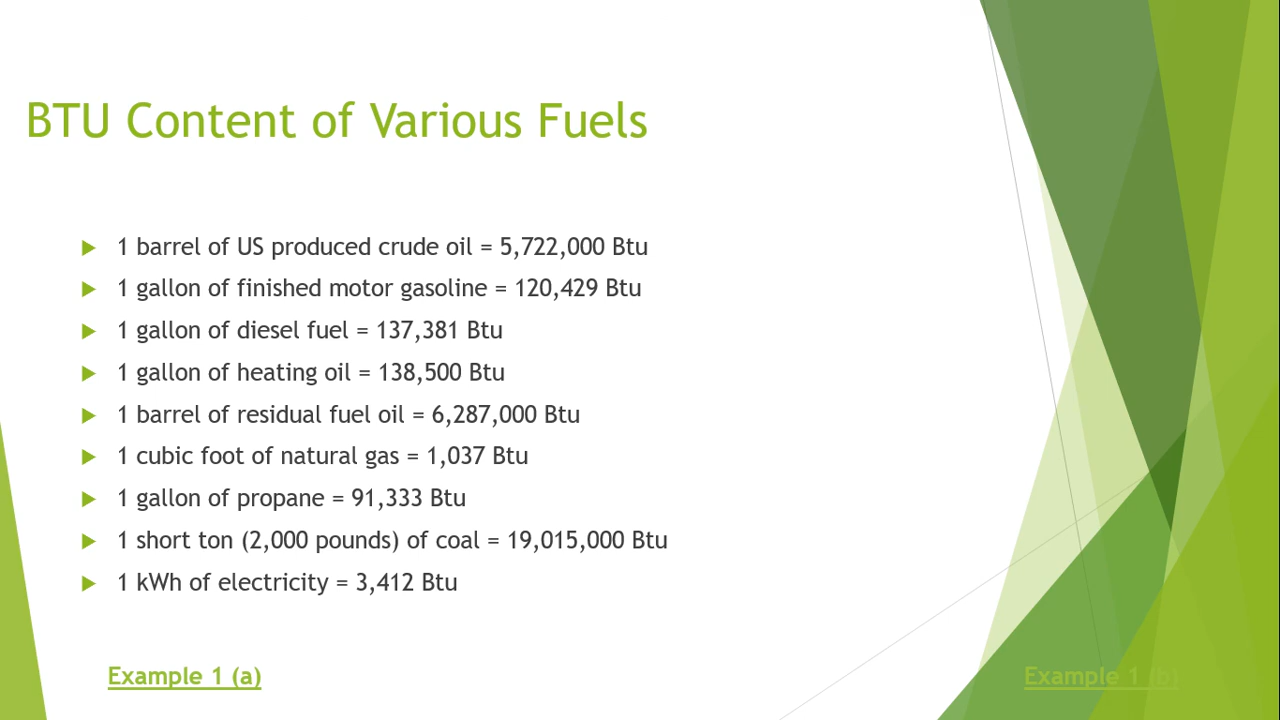 BTU Content of Various Fuels
1 barrel of US produced crude oil = 5,722,000 Btu
1 gallon of finished motor gasoline = 120,429 Btu
1 gallon of diesel fuel = 137,381 Btu
1 gallon of heating oil = 138,500 Btu
1 barrel of residual fuel oil = 6,287,000 Btu
1 cubic foot of natural gas = 1,037 Btu
1 gallon of propane = 91,333 Btu
1 short ton (2,000 pounds) of coal = 19,015,000 Btu
1 kWh of electricity = 3,412 Btu
Example 1 (a)
Example 1 (b)